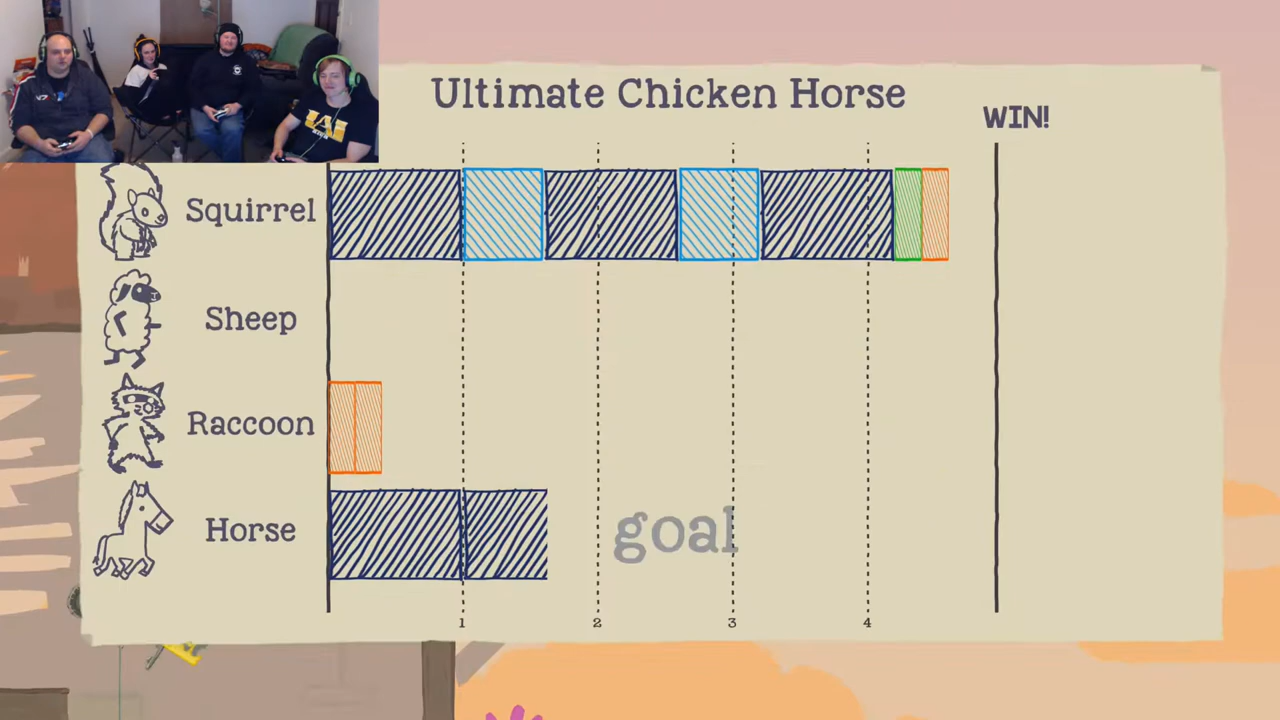 Ultimate Chicken Horse
WIN!
Squirrel
Sheep
Raccoon
Horse
goal
1 2 3 4